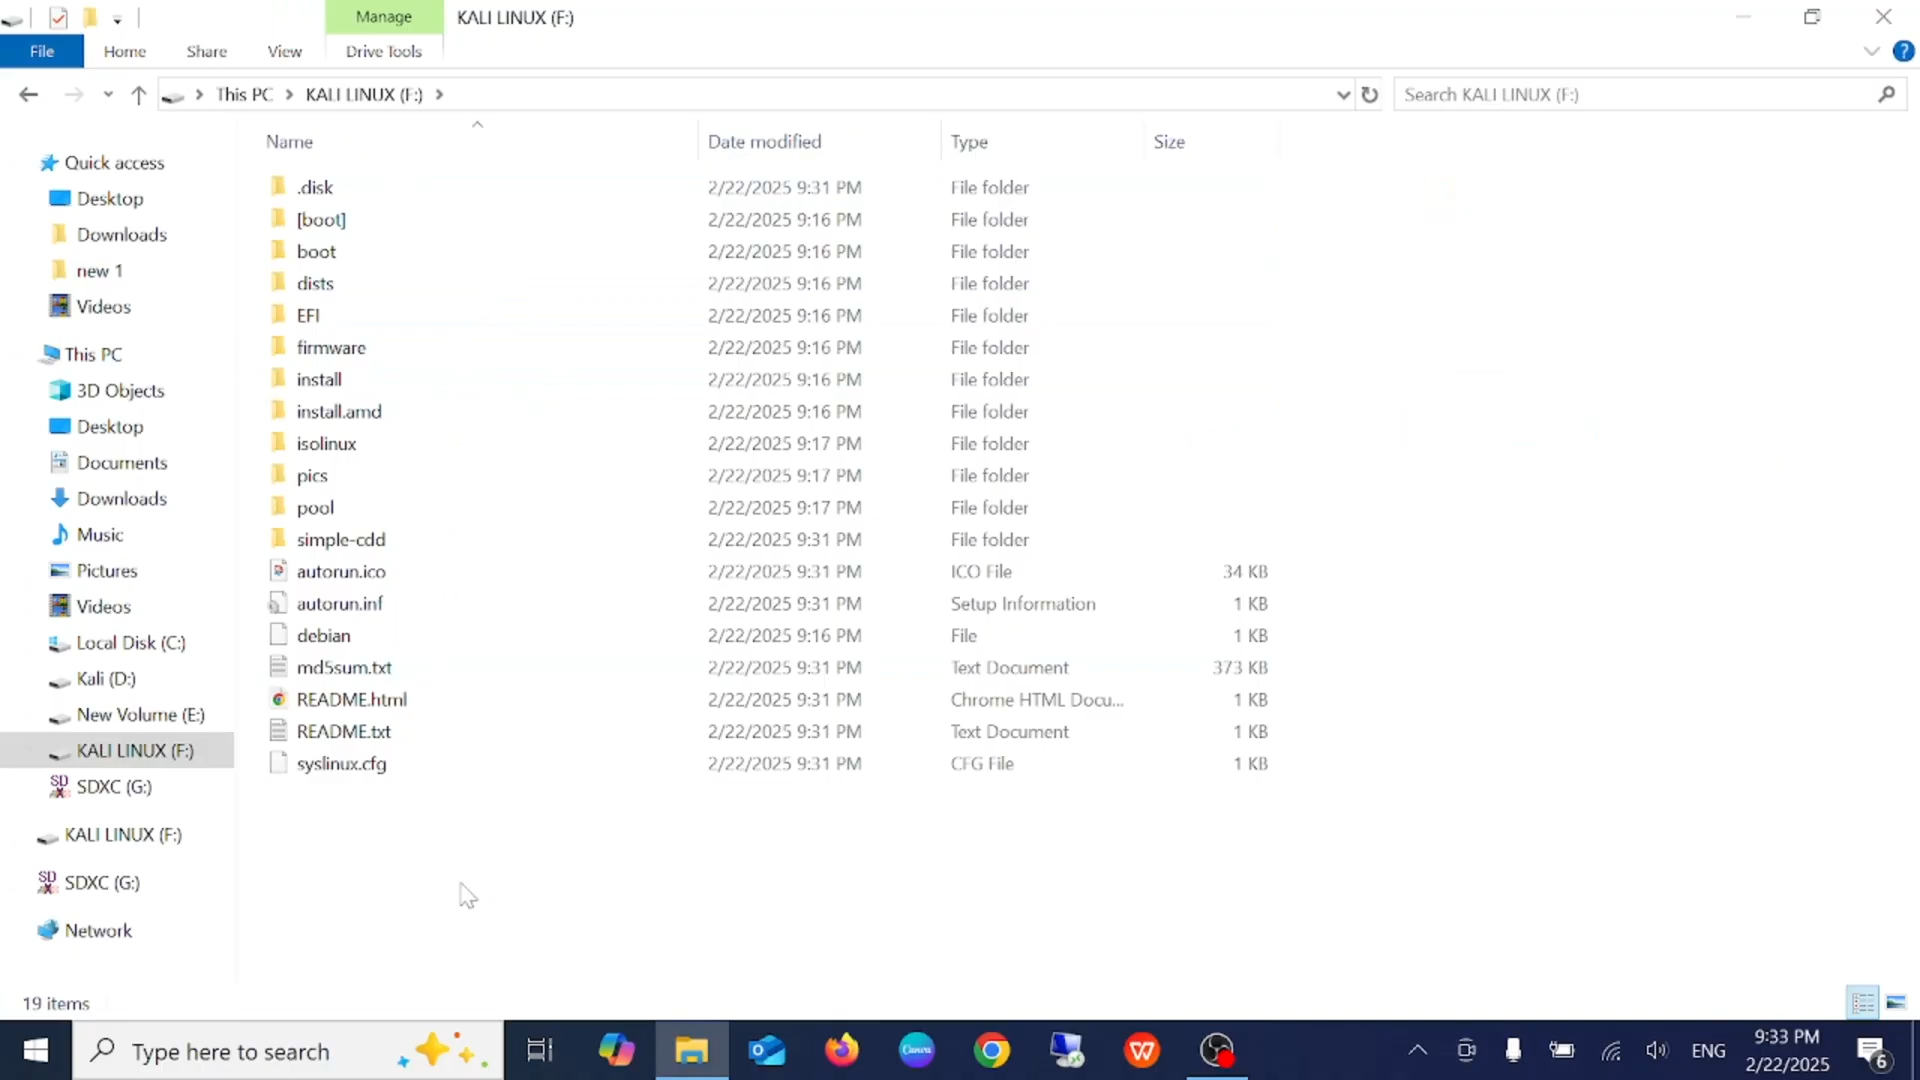 Manage KALI LINUX (F:)
File Home Share View Drive Tools ?
This PC KALI LINUX (F:) Search KALI LINUX (F:)
Name Date modified Type Size
Quick access
Desktop
Downloads
new 1
Videos
This PC
3D Objects
Desktop
Documents
Downloads
Music
Pictures
Videos
Local Disk (C:)
Kali (D:)
New Volume (E:)
KALI LINUX (F:)
SD SDXC (G:)
KALI LINUX (F:)
SD SDXC (G:)
Network
.disk 2/22/2025 9:31 PM File folder
[boot] 2/22/2025 9:16 PM File folder
boot 2/22/2025 9:16 PM File folder
dists 2/22/2025 9:16 PM File folder
EFI 2/22/2025 9:16 PM File folder
firmware 2/22/2025 9:16 PM File folder
install 2/22/2025 9:16 PM File folder
install.amd 2/22/2025 9:16 PM File folder
isolinux 2/22/2025 9:17 PM File folder
pics 2/22/2025 9:17 PM File folder
pool 2/22/2025 9:17 PM File folder
simple-cdd 2/22/2025 9:31 PM File folder
autorun.ico 2/22/2025 9:31 PM ICO File 34 KB
autorun.inf 2/22/2025 9:31 PM Setup Information 1 KB
debian 2/22/2025 9:16 PM File 1 KB
md5sum.txt 2/22/2025 9:31 PM Text Document 373 KB
README.html 2/22/2025 9:31 PM Chrome HTML Docu... 1 KB
README.txt 2/22/2025 9:31 PM Text Document 1 KB
syslinux.cfg 2/22/2025 9:31 PM CFG File 1 KB
19 items
Type here to search Canva W ENG 9:33 PM
2/22/2025 6